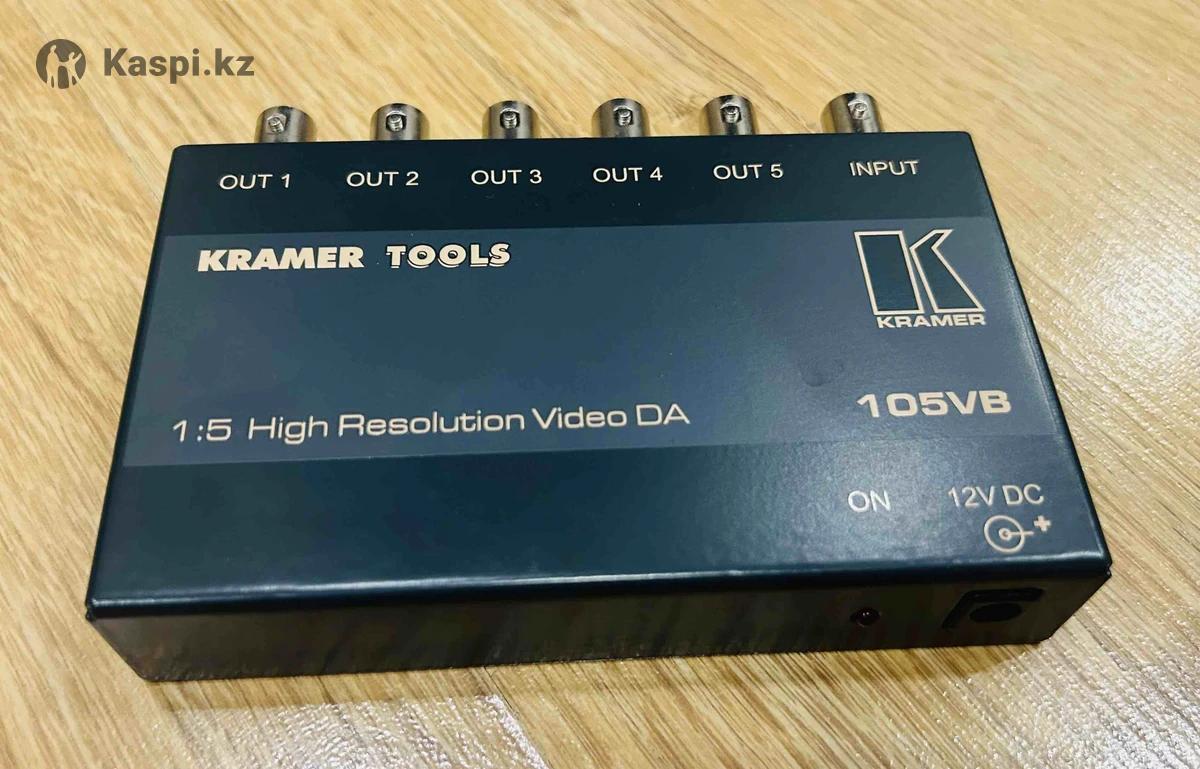 Kaspi.kz
OUT 1 OUT 2 OUT 3 OUT 4 OUT 5 INPUT
KRAMER TOOLS
K
KRAMER
1:5 High Resolution Video DA
105VB
ON 12V DC
+